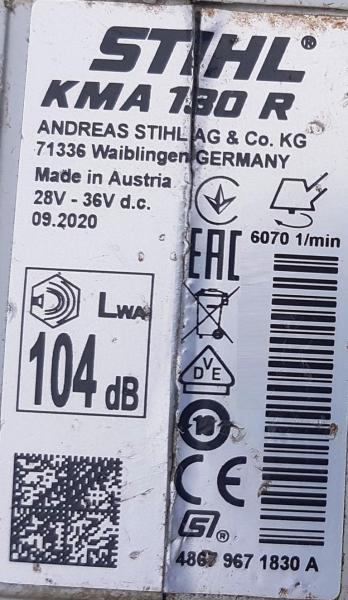 STIHL®
KMA 130 R
ANDREAS STIHL AG & Co. KG
71336 Waiblingen GERMANY
Made in Austria
28V - 36V d.c.
09.2020
6070 1/min
EAC
LWA
104 dB
DVE
10
CE
®
4867 967 1830 A